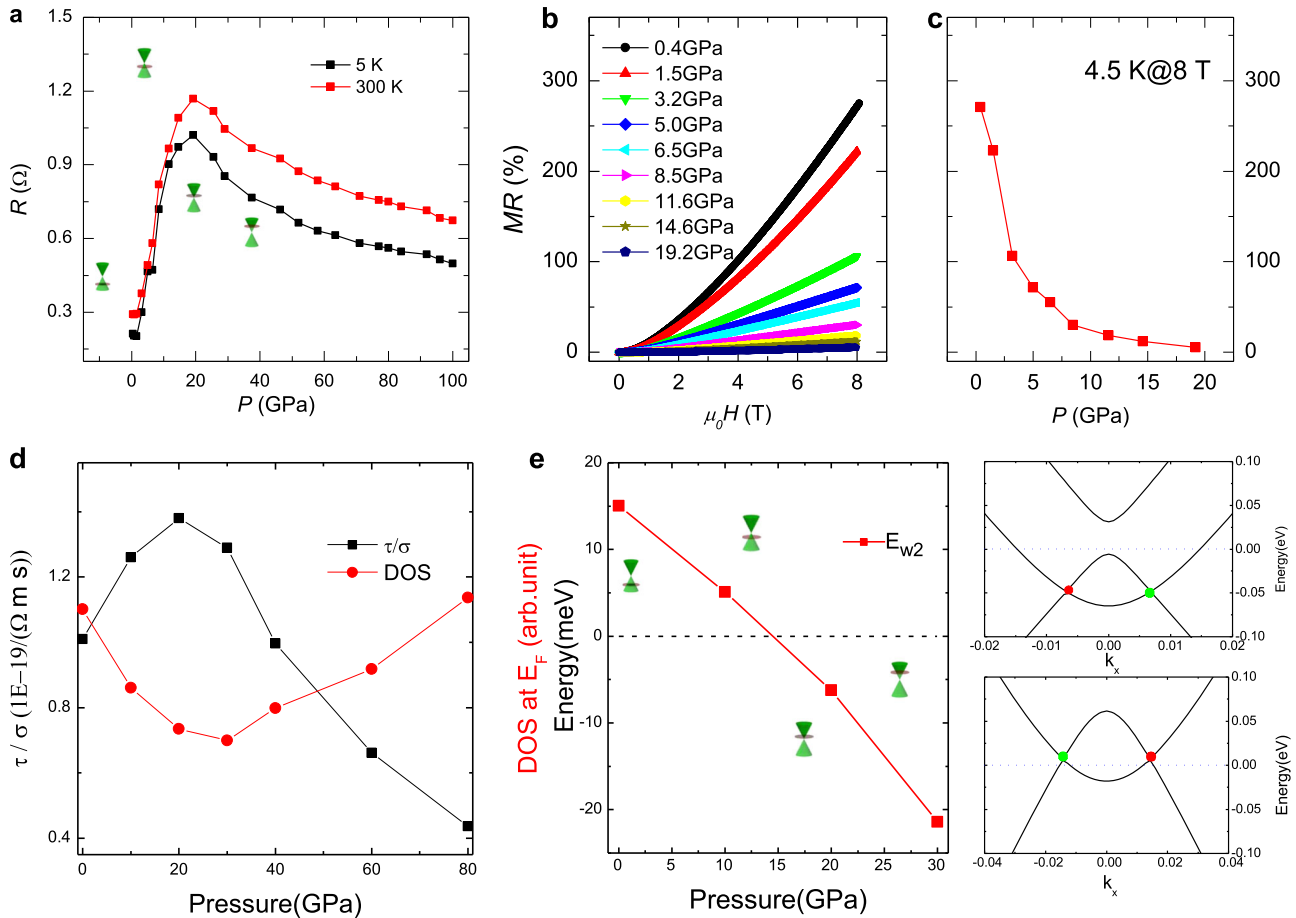 a
R (Ω)
1.5
1.2
0.9
0.6
0.3
5 K
300 K
0 20 40 60 80 100
P (GPa)
b
MR (%)
300
200
100
0
0.4GPa
1.5GPa
3.2GPa
5.0GPa
6.5GPa
8.5GPa
11.6GPa
14.6GPa
19.2GPa
0 2 4 6 8
μ0H (T)
c
4.5 K@8 T
300
200
100
0
0 5 10 15 20
P (GPa)
d
τ / σ (1E−19/(Ω m s))
1.2
0.8
0.4
τ/σ
DOS
0 20 40 60 80
Pressure(GPa)
DOS at EF (arb.unit)
e
Energy(meV)
20
10
0
-10
-20
Ew2
0 5 10 15 20 25 30
Pressure(GPa)
0.10
0.05
0.00
-0.05
-0.10
Energy(eV)
-0.02 -0.01 0.00 0.01 0.02
kx
0.10
0.05
0.00
-0.05
-0.10
Energy(eV)
-0.04 -0.02 0.00 0.02 0.04
kx